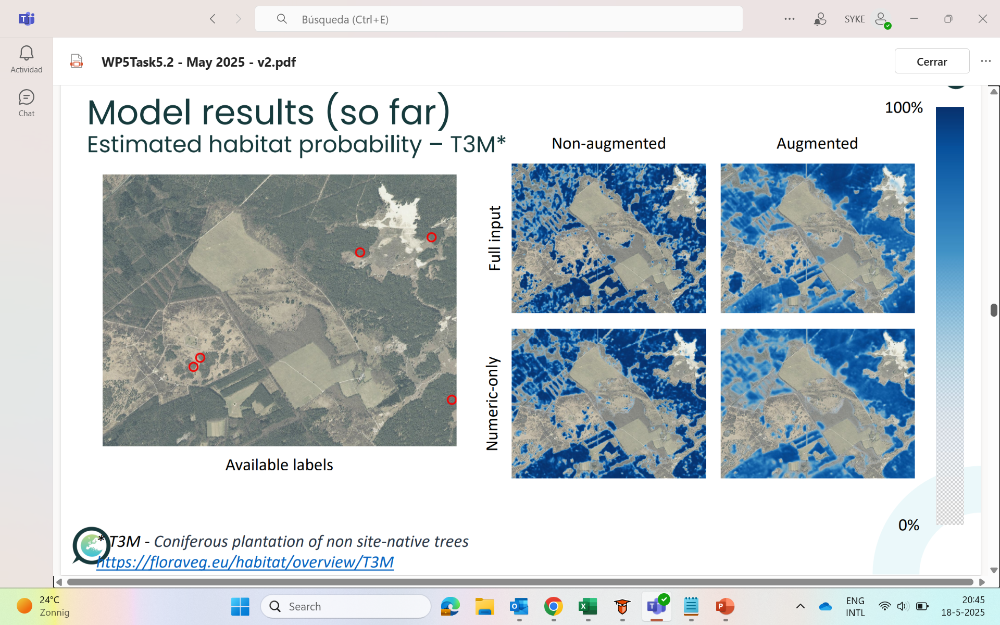 Búsqueda (Ctrl+E)
SYKE
Actividad
Chat
WP5Task5.2 - May 2025 - v2.pdf
Cerrar
Model results (so far)
Estimated habitat probability – T3M*
100%
Non-augmented
Augmented
Full input
Numeric-only
Available labels
0%
* T3M - Coniferous plantation of non site-native trees
https://floraveg.eu/habitat/overview/T3M
24°C
Zonnig
Search
ENG
INTL
20:45
18-5-2025